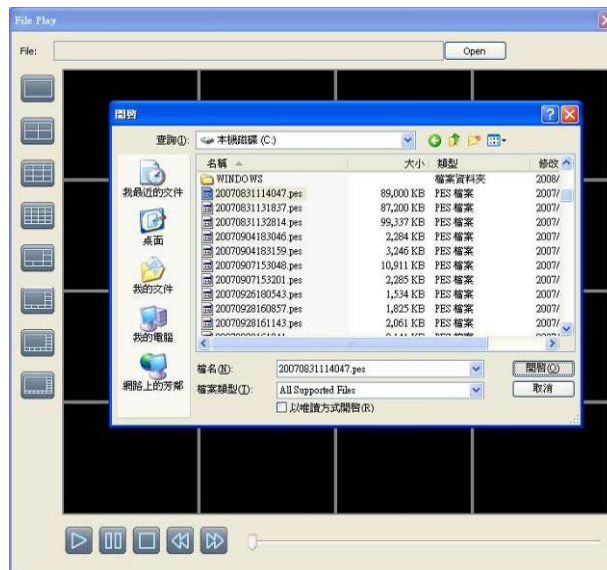 File Play
File:
Open
開啓
查詢(I):
本機磁碟 (C:)
名稱 大小 類型 修改
WINDOWS 檔案資料夾 2008/
20070831114047.pes 89,000 KB PES 檔案 2007/
20070831131837.pes 87,200 KB PES 檔案 2007/
20070831132814.pes 99,337 KB PES 檔案 2007/
20070904183046.pes 2,284 KB PES 檔案 2007/
20070904183159.pes 3,246 KB PES 檔案 2007/
20070907153048.pes 10,911 KB PES 檔案 2007/
20070907153201.pes 2,285 KB PES 檔案 2007/
20070926180543.pes 1,534 KB PES 檔案 2007/
20070928160857.pes 1,825 KB PES 檔案 2007/
20070928161143.pes 2,061 KB PES 檔案 2007/
我最近的文件
桌面
我的文件
我的電腦
網路上的芳鄰
檔名(N): 20070831114047.pes 開啓(O)
檔案類型(T): All Supported Files 取消
以唯讀方式開啓(R)